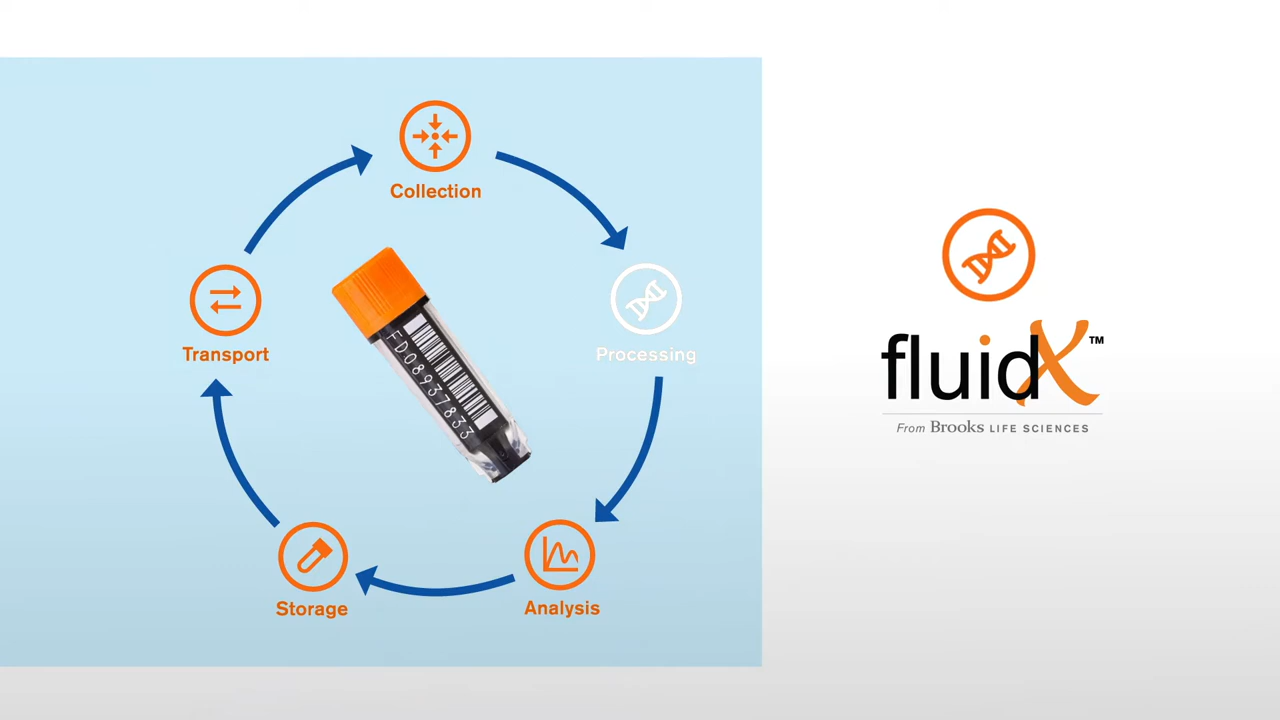 Collection
Transport
Processing
FD08937833
Storage
Analysis
fluidX™
From Brooks LIFE SCIENCES